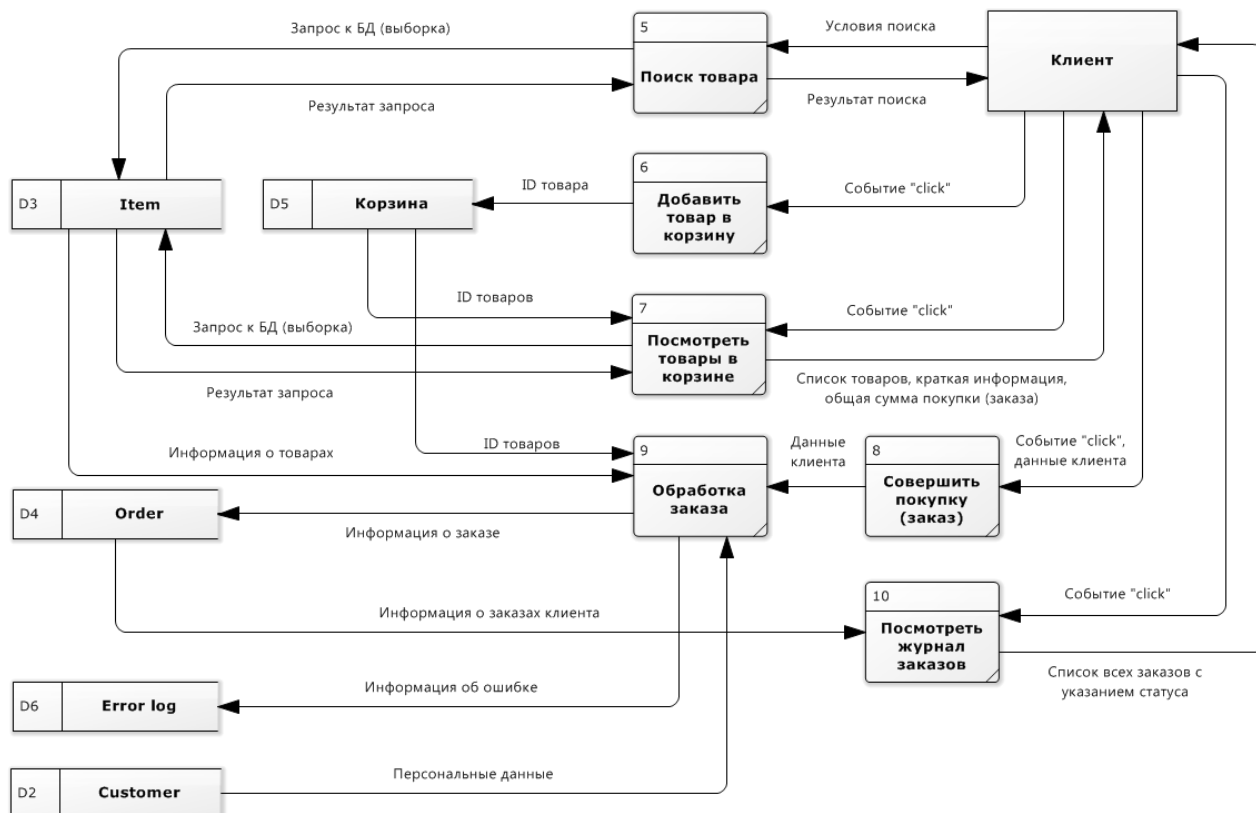 Запрос к БД (выборка)
5
Поиск товара
Условия поиска
Клиент
Результат запроса
Результат поиска
D3
Item
D5
Корзина
ID товара
6
Добавить
товар в
корзину
Событие "click"
ID товаров
7
Посмотреть
товары в
корзине
Событие "click"
Запрос к БД (выборка)
Результат запроса
Список товаров, краткая информация,
общая сумма покупки (заказа)
Информация о товарах
ID товаров
9
Обработка
заказа
Данные
клиента
8
Совершить
покупку
(заказ)
Событие "click",
данные клиента
D4
Order
Информация о заказе
Информация о заказах клиента
10
Посмотреть
журнал
заказов
Событие "click"
Список всех заказов с
указанием статуса
D6
Error log
Информация об ошибке
D2
Customer
Персональные данные